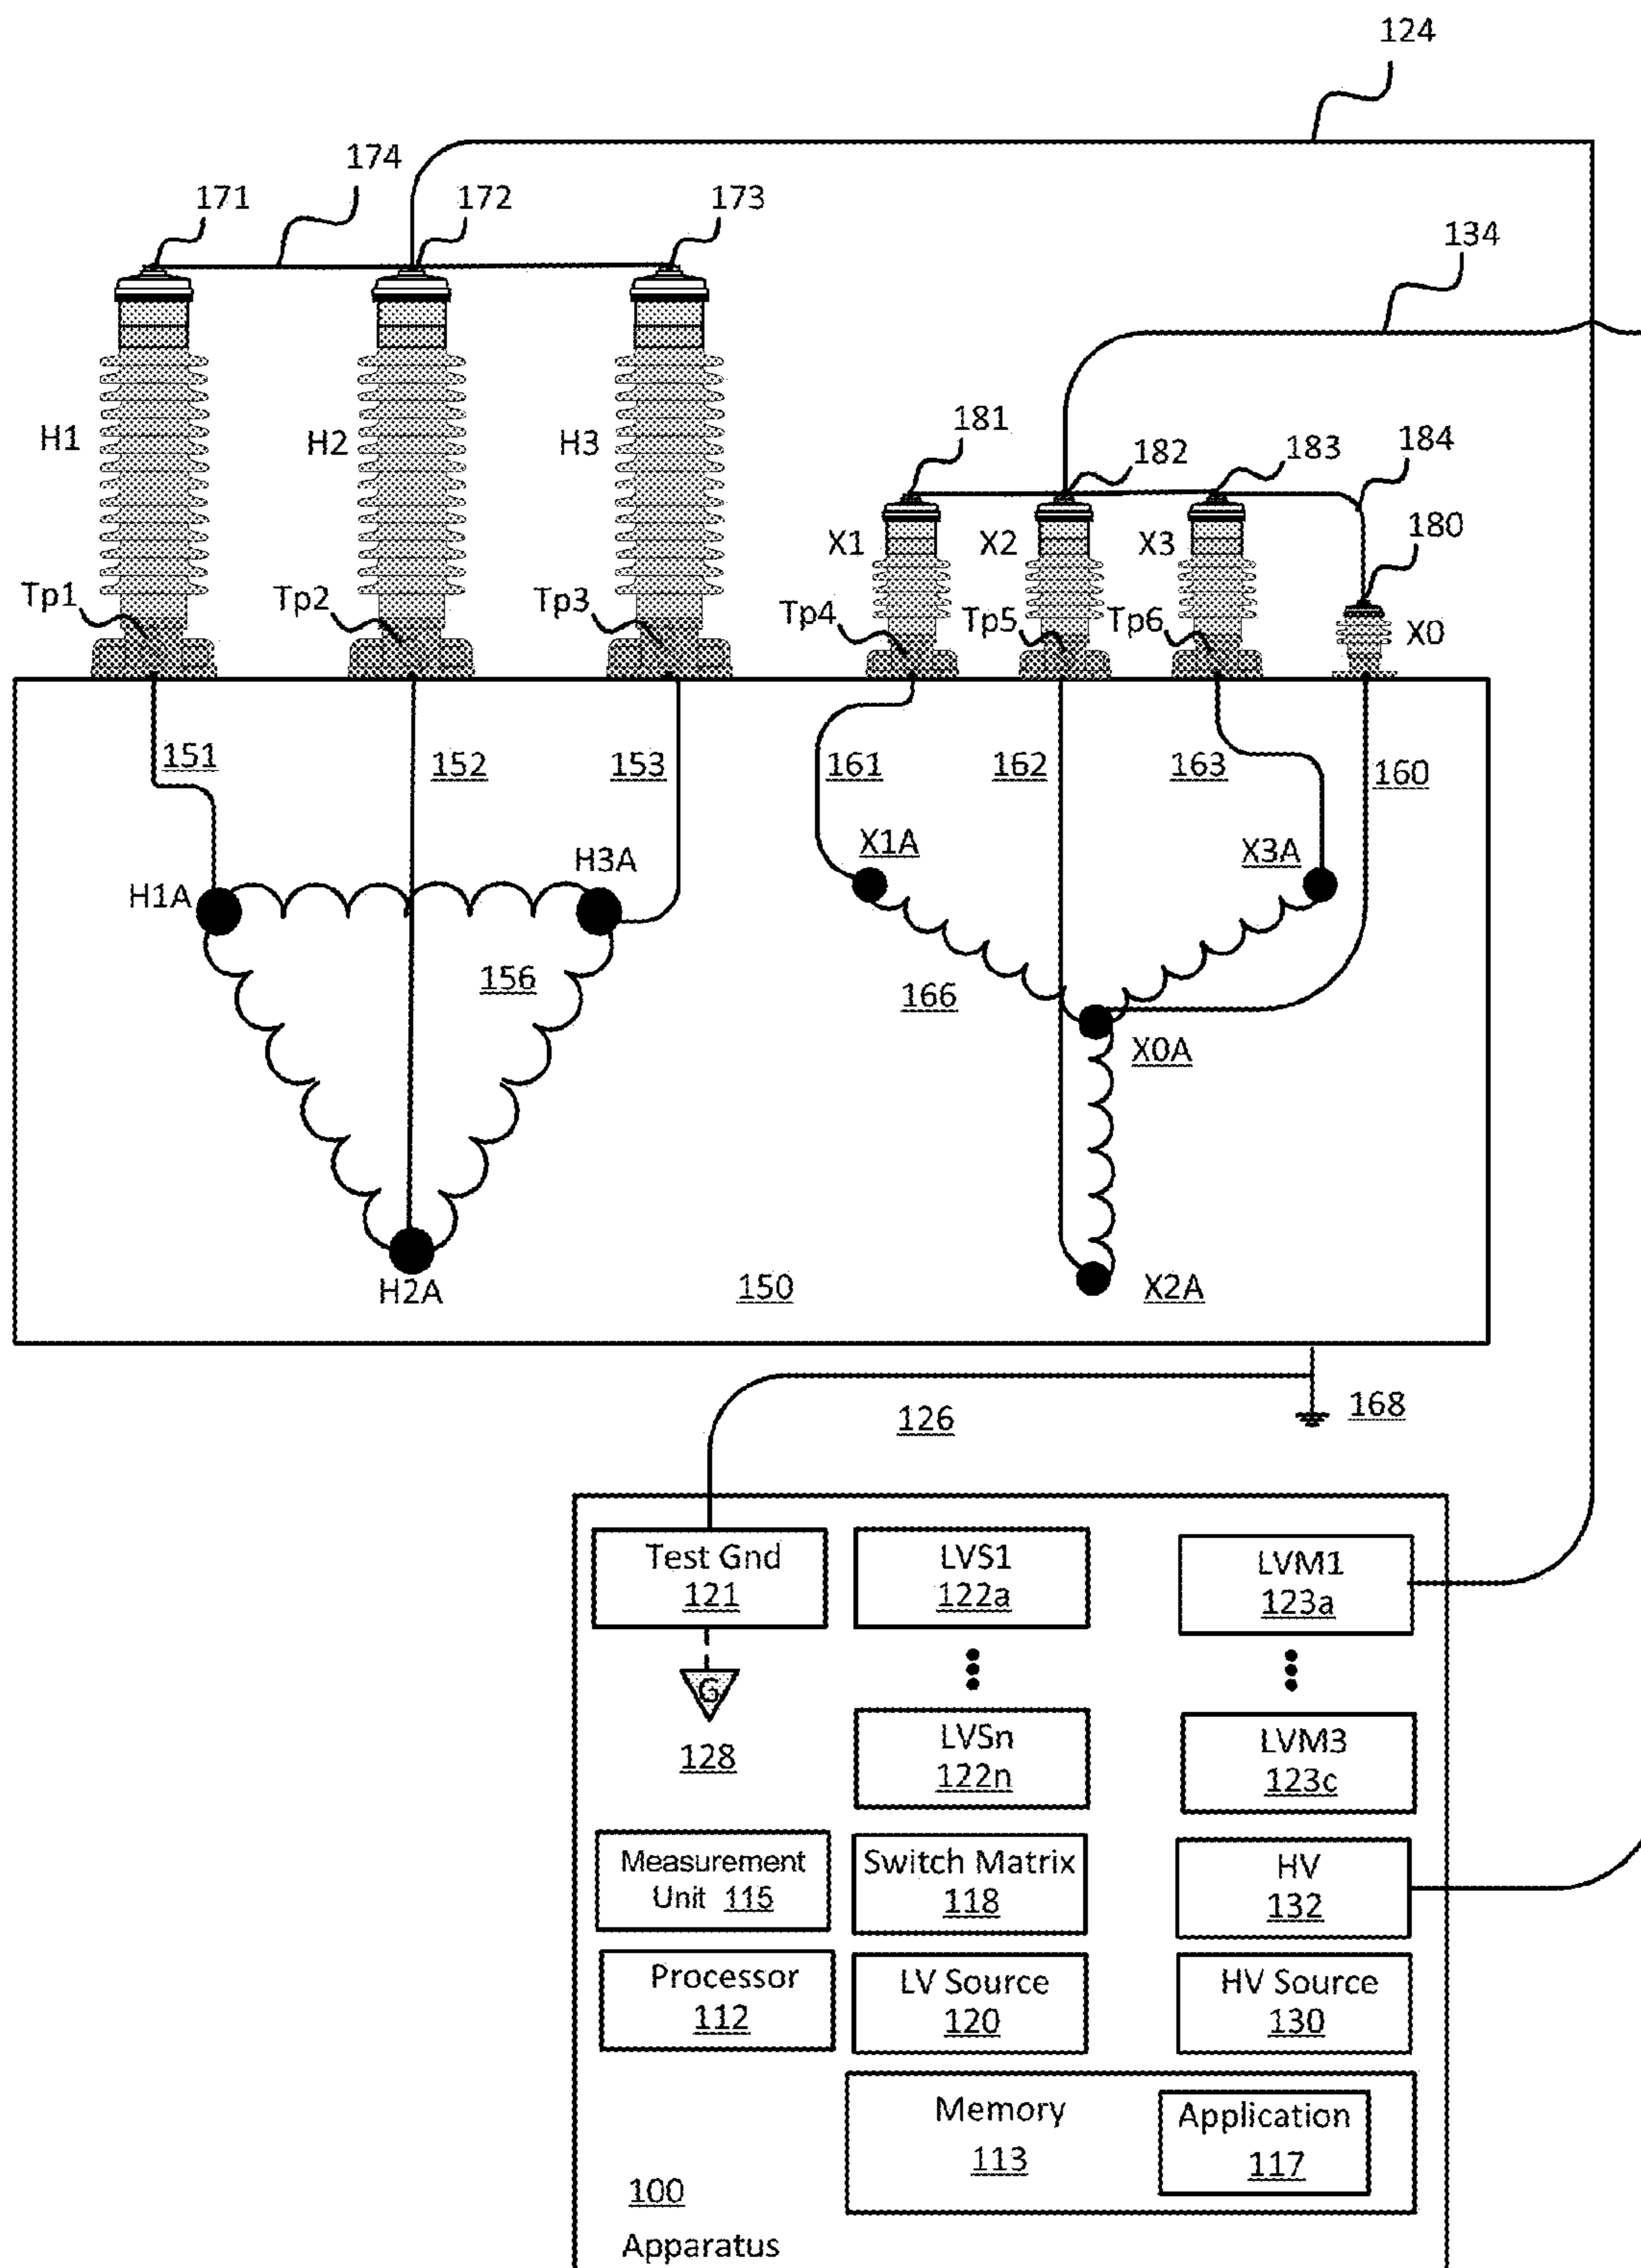 124
174
171
172
173
134
181
182
183
184
180
H1
H2
H3
X1
X2
X3
X0
Tp1
Tp2
Tp3
Tp4
Tp5
Tp6
151
152
153
161
162
163
160
H1A
H3A
X1A
X3A
156
166
X0A
H2A
150
X2A
126
168
Test Gnd
121
LVS1
122a
LVM1
123a
G
128
LVSn
122n
LVM3
123c
Measurement
Unit 115
Switch Matrix
118
HV
132
Processor
112
LV Source
120
HV Source
130
Memory
113
Application
117
100
Apparatus